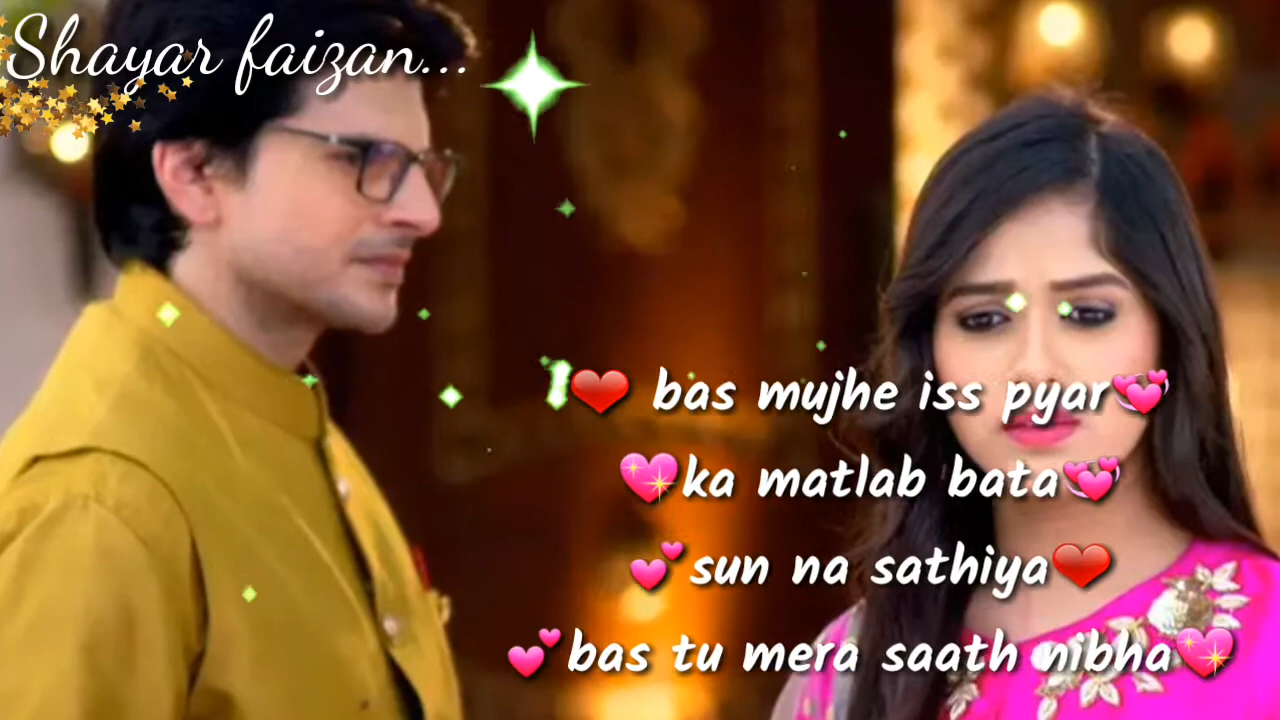 Shayar faizan...
❤️ bas mujhe iss pyar💞
💖ka matlab bata💞
💕sun na sathiya❤️
💕bas tu mera saath nibha💖